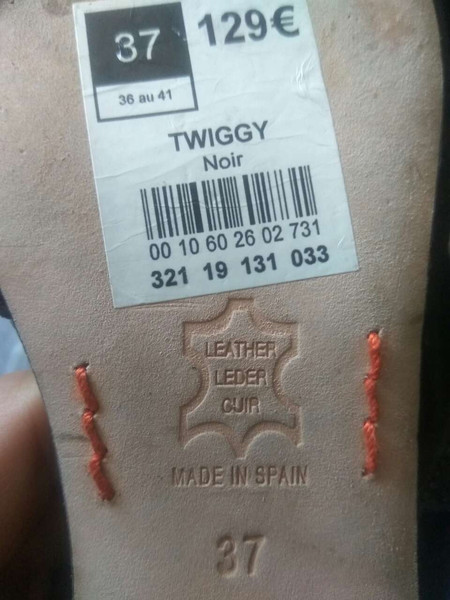 37
129€
36 au 41
TWIGGY
Noir
00 10 60 26 02 731
321 19 131 033
LEATHER
LEDER
CUIR
MADE IN SPAIN
37